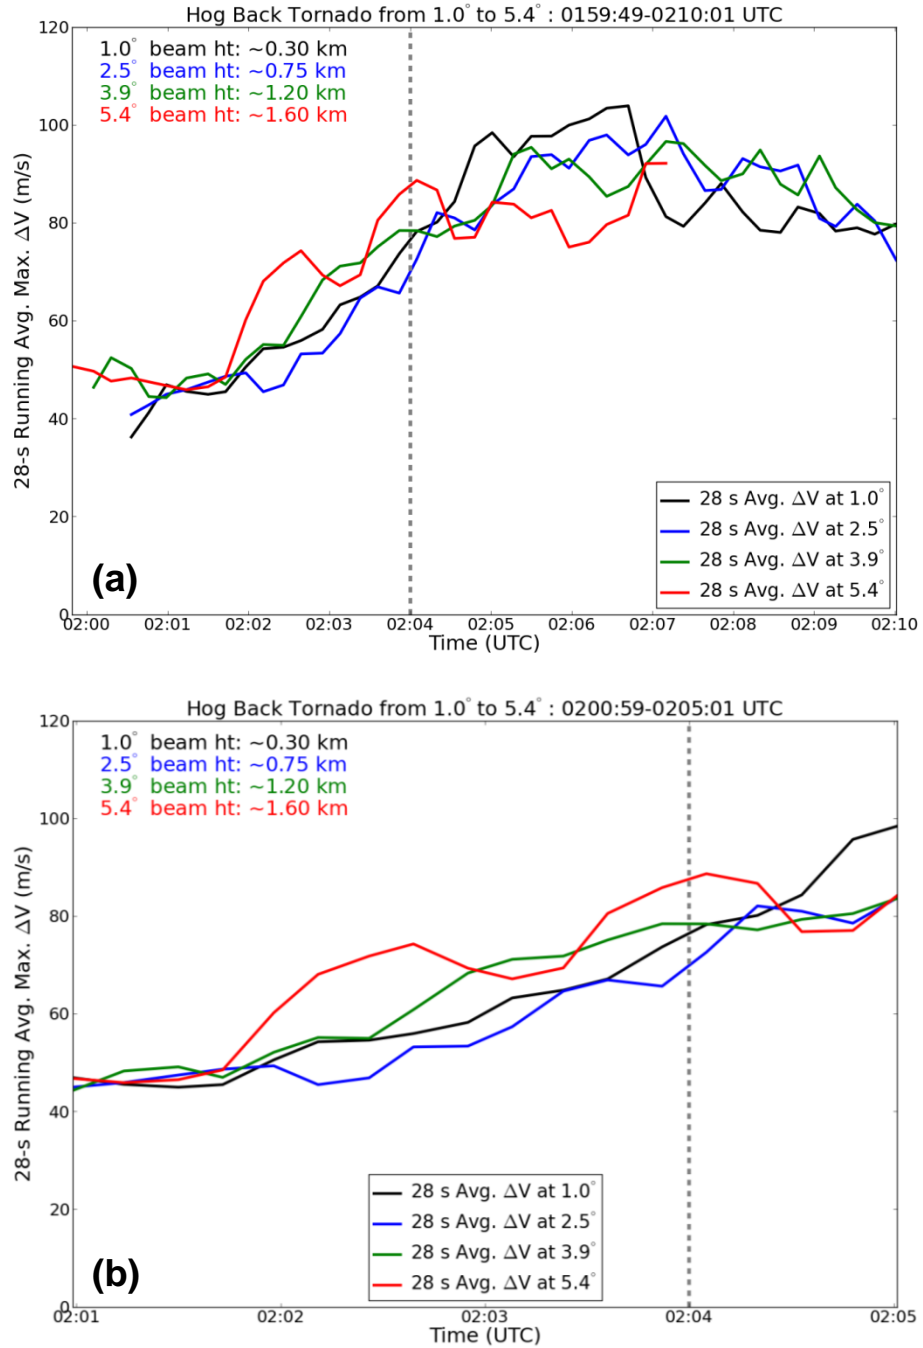 Hog Back Tornado from 1.0° to 5.4° : 0159:49-0210:01 UTC
120
100
80
60
40
20
0
28-s Running Avg. Max. ΔV (m/s)
1.0° beam ht: ~0.30 km
2.5° beam ht: ~0.75 km
3.9° beam ht: ~1.20 km
5.4° beam ht: ~1.60 km
28 s Avg. ΔV at 1.0°
28 s Avg. ΔV at 2.5°
28 s Avg. ΔV at 3.9°
28 s Avg. ΔV at 5.4°
(a)
02:00 02:01 02:02 02:03 02:04 02:05 02:06 02:07 02:08 02:09 02:10
Time (UTC)
Hog Back Tornado from 1.0° to 5.4° : 0200:59-0205:01 UTC
120
100
80
60
40
20
0
28-s Running Avg. Max. ΔV (m/s)
1.0° beam ht: ~0.30 km
2.5° beam ht: ~0.75 km
3.9° beam ht: ~1.20 km
5.4° beam ht: ~1.60 km
28 s Avg. ΔV at 1.0°
28 s Avg. ΔV at 2.5°
28 s Avg. ΔV at 3.9°
28 s Avg. ΔV at 5.4°
(b)
02:01 02:02 02:03 02:04 02:05
Time (UTC)